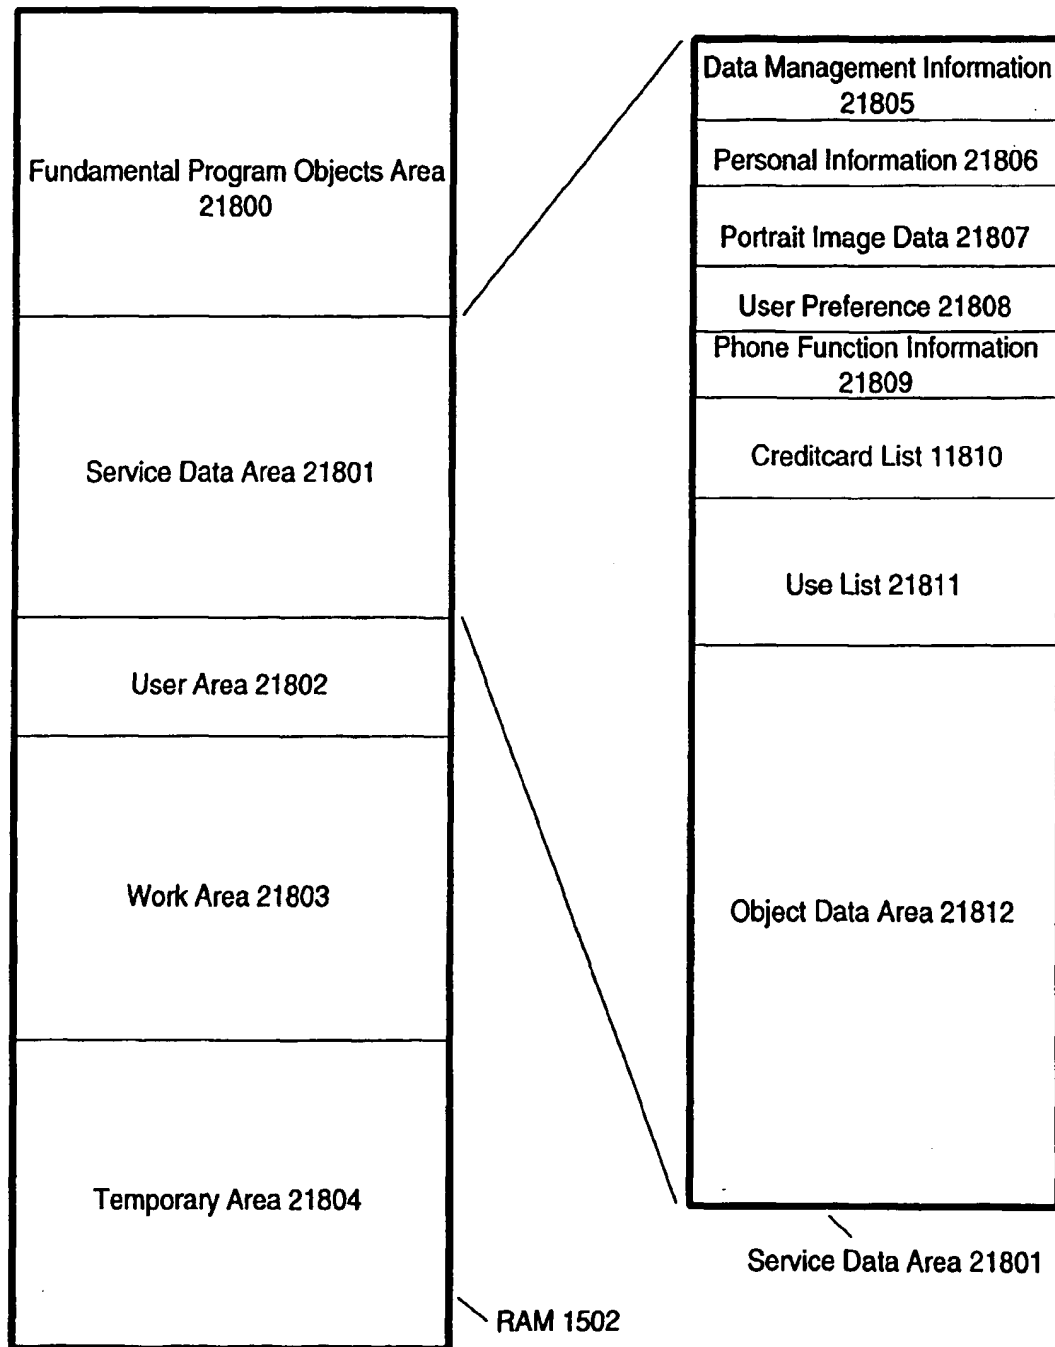 Fundamental Program Objects Area
21800
Service Data Area 21801
User Area 21802
Work Area 21803
Temporary Area 21804
RAM 1502
Data Management Information
21805
Personal Information 21806
Portrait Image Data 21807
User Preference 21808
Phone Function Information
21809
Creditcard List 11810
Use List 21811
Object Data Area 21812
Service Data Area 21801